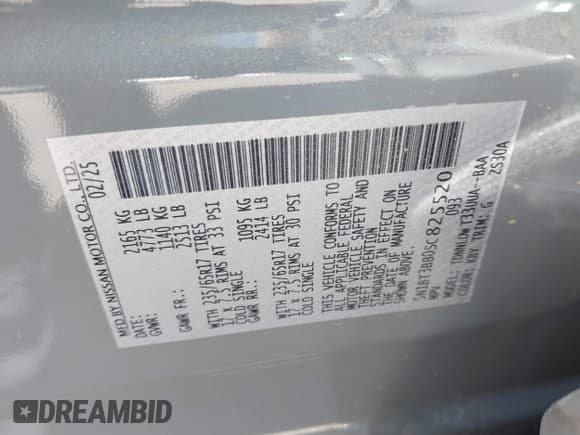 MFD BY NISSAN MOTOR CO., LTD.
DATE: 02/25
GVWR: 2165 KG
4773 LB
GAWR FR.: 1140 KG
2513 LB
WITH 235/65R17 TIRES
17 X 7.5 RIMS AT 33 PSI
COLD SINGLE
GAWR RR.: 1095 KG
2414 LB
WITH 235/65R17 TIRES
17 X 7.5 RIMS AT 30 PSI
COLD SINGLE
THIS VEHICLE CONFORMS TO
ALL APPLICABLE FEDERAL
MOTOR VEHICLE SAFETY AND
THEFT PREVENTION
STANDARDS IN EFFECT ON
THE DATE OF MANUFACTURE
SHOWN ABOVE.
5N1BT3BB0SC825520
MPV 093
COLOR: KBY TRIM: G ZS30A
DREAMBID